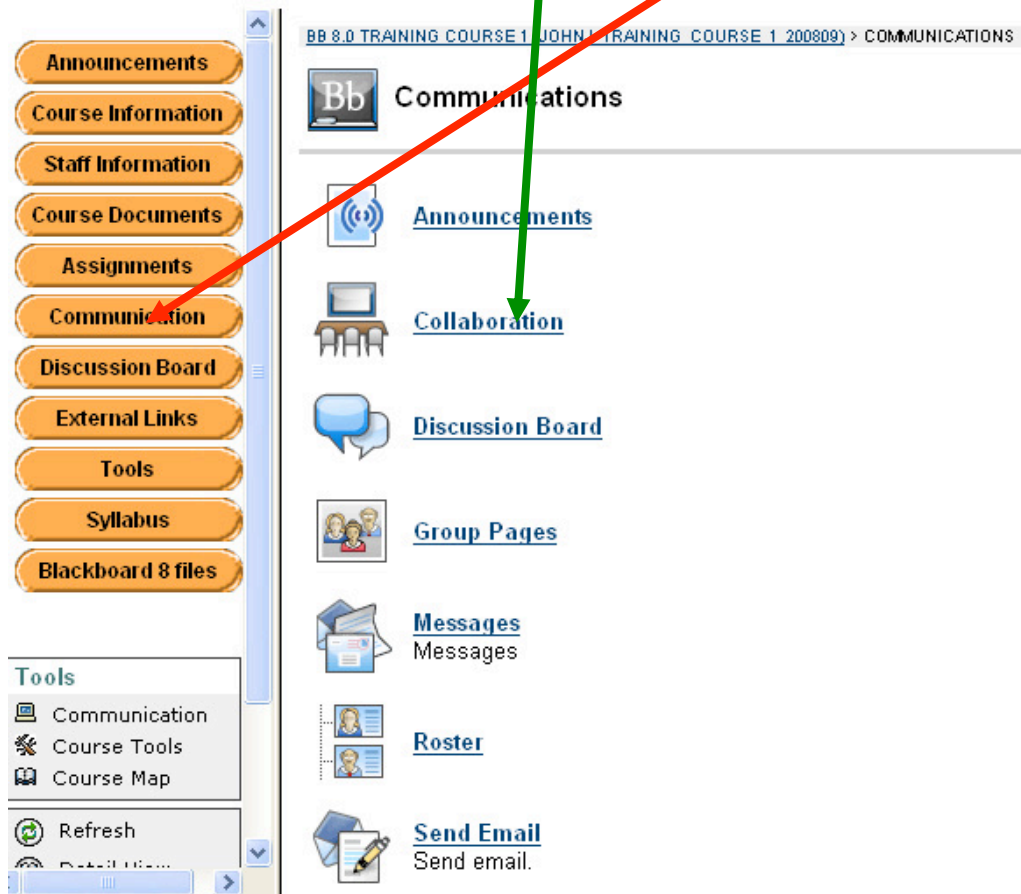 Announcements
Course Information
Staff Information
Course Documents
Assignments
Communication
Discussion Board
External Links
Tools
Syllabus
Blackboard 8 files
Tools
Communication
Course Tools
Course Map
Refresh
Detail View
BB 8.0 TRAINING COURSE 1 (JOHN TRAINING_COURSE_1_200809) > COMMUNICATIONS
Bb
Communications
Announcements
Collaboration
Discussion Board
Group Pages
Messages
Messages
Roster
Send Email
Send email.